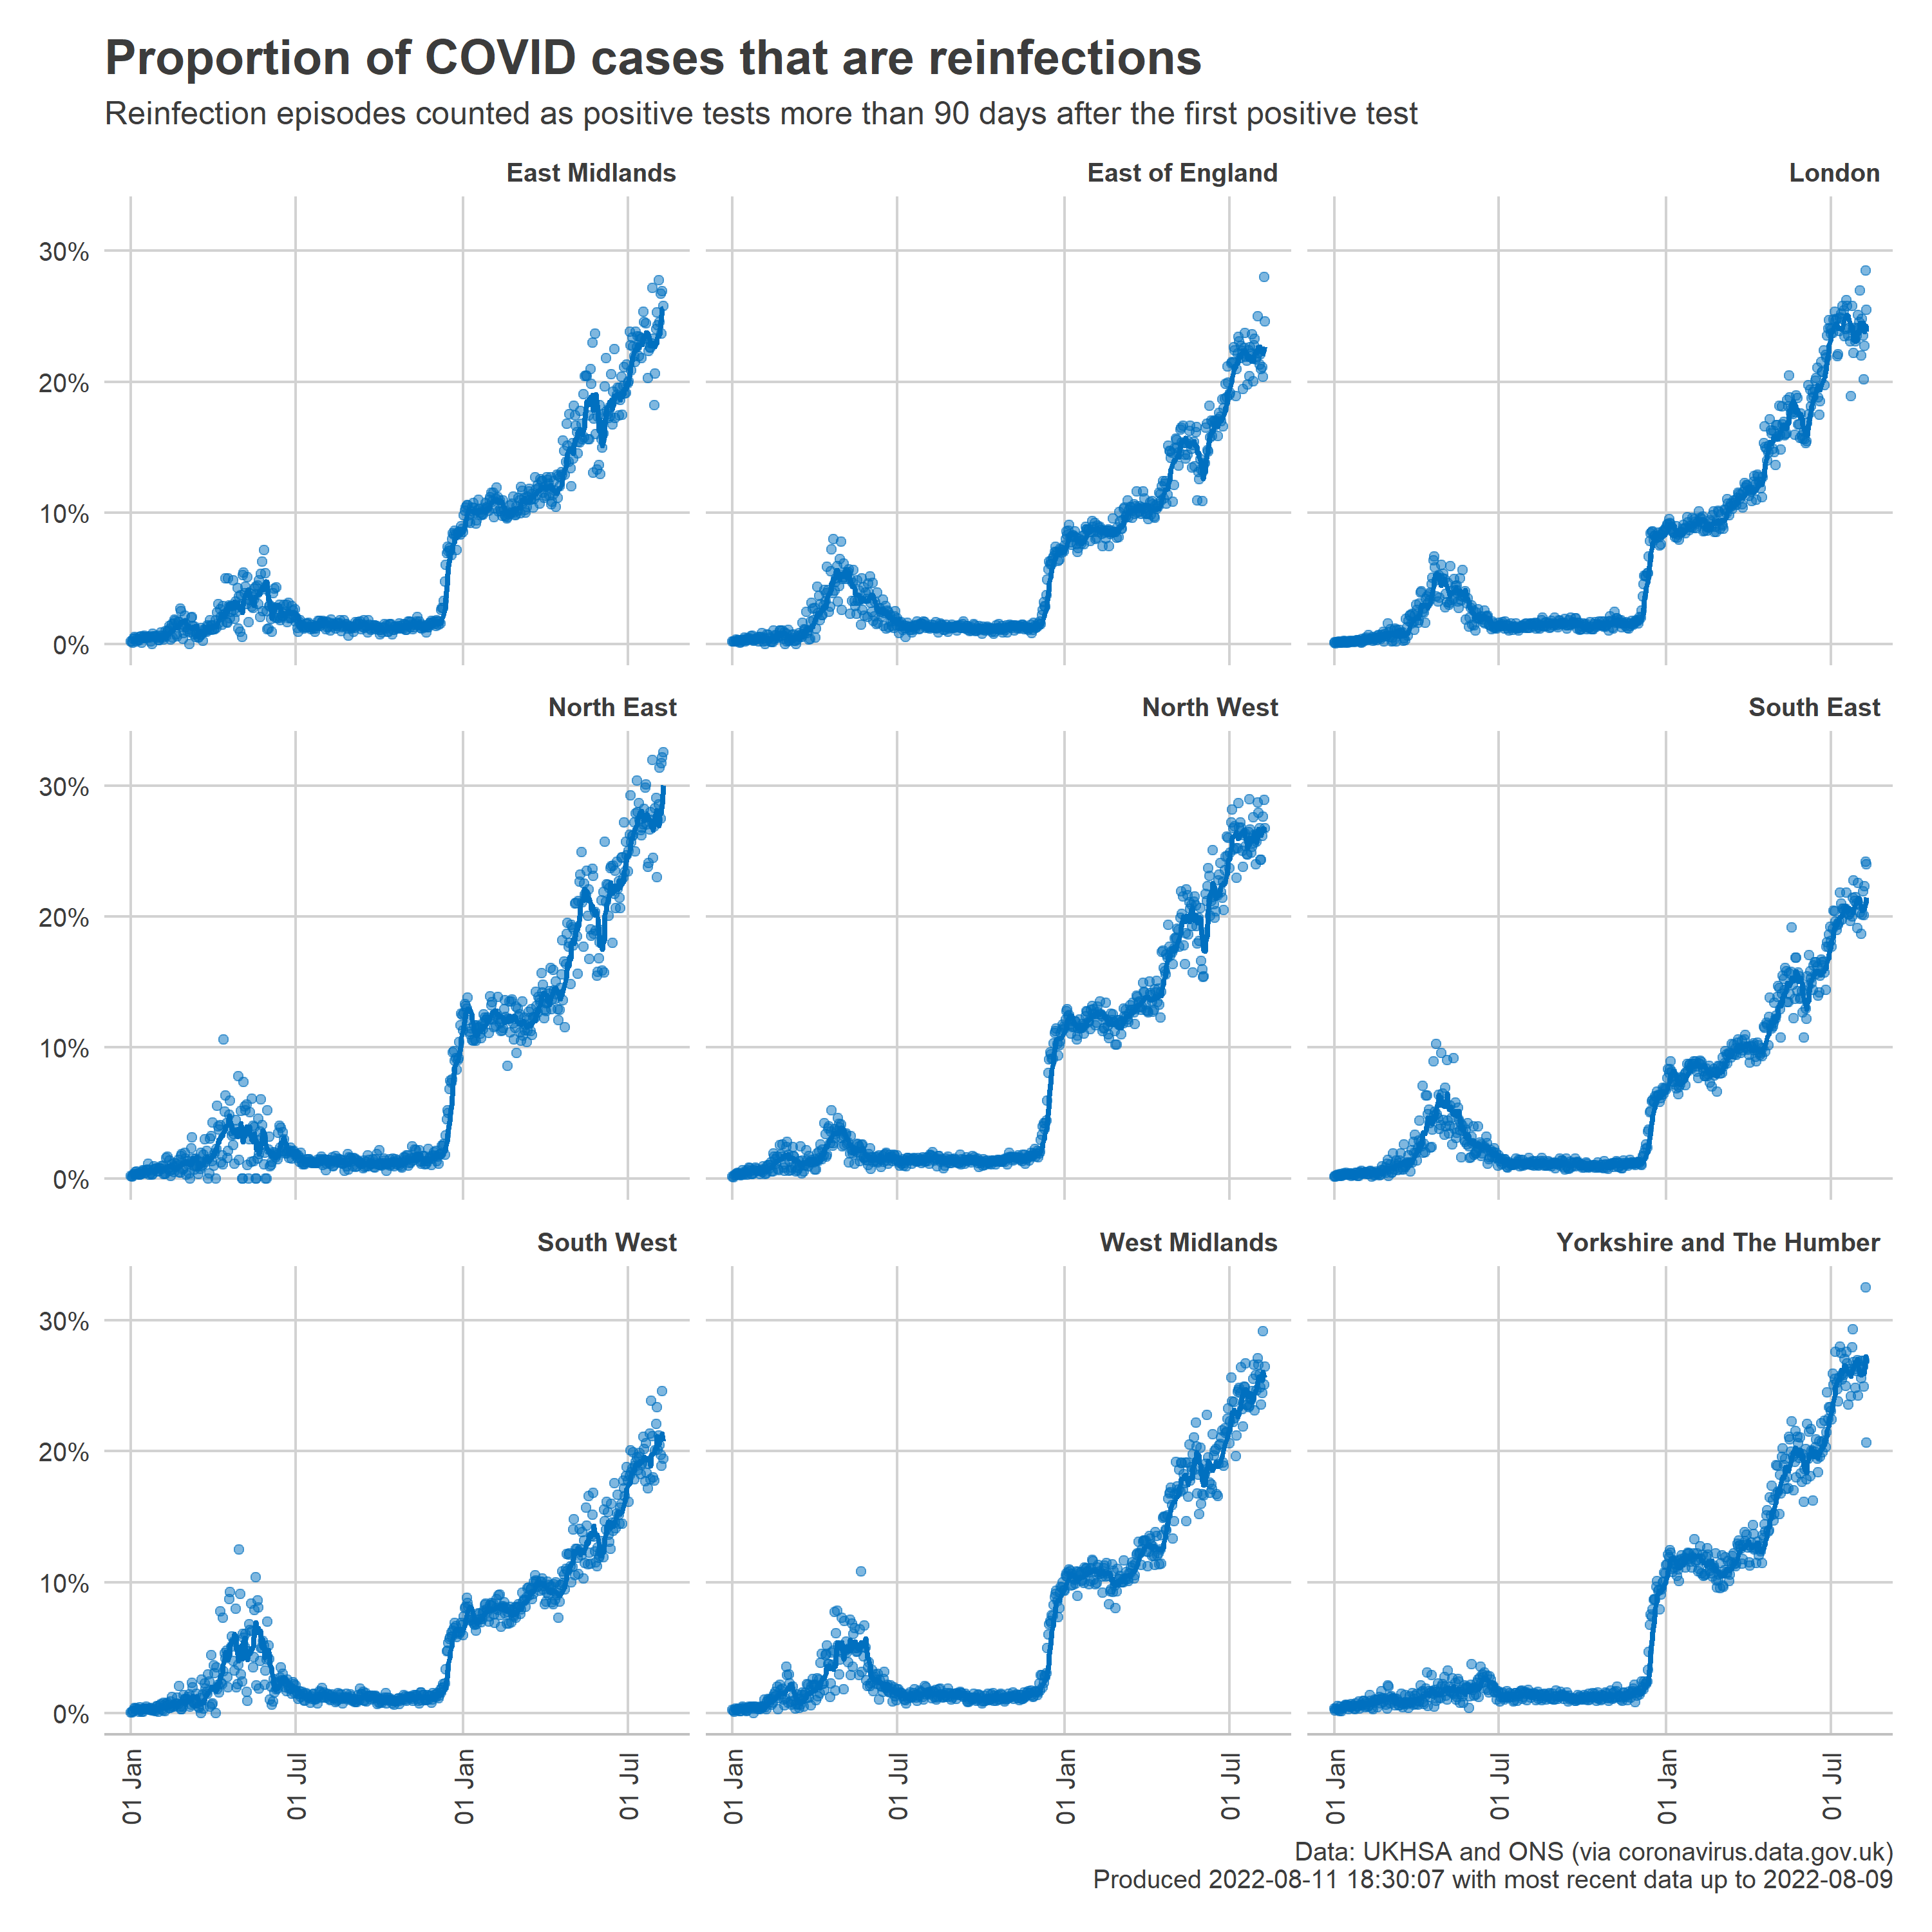 Proportion of COVID cases that are reinfections
Reinfection episodes counted as positive tests more than 90 days after the first positive test
East Midlands
East of England
London
30%
20%
10%
0%
North East
North West
South East
30%
20%
10%
0%
South West
West Midlands
Yorkshire and The Humber
30%
20%
10%
0%
01 Jan
01 Jul
01 Jan
01 Jul
01 Jan
01 Jul
01 Jan
01 Jul
01 Jan
01 Jul
01 Jan
01 Jul
Data: UKHSA and ONS (via coronavirus.data.gov.uk)
Produced 2022-08-11 18:30:07 with most recent data up to 2022-08-09